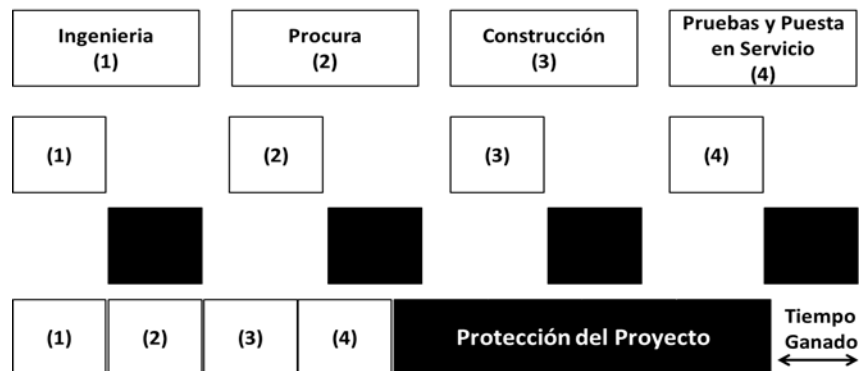 Ingenieria
(1)
Procura
(2)
Construcción
(3)
Pruebas y Puesta
en Servicio
(4)
(1)
(2)
(3)
(4)
(1)
(2)
(3)
(4)
Protección del Proyecto
Tiempo
Ganado